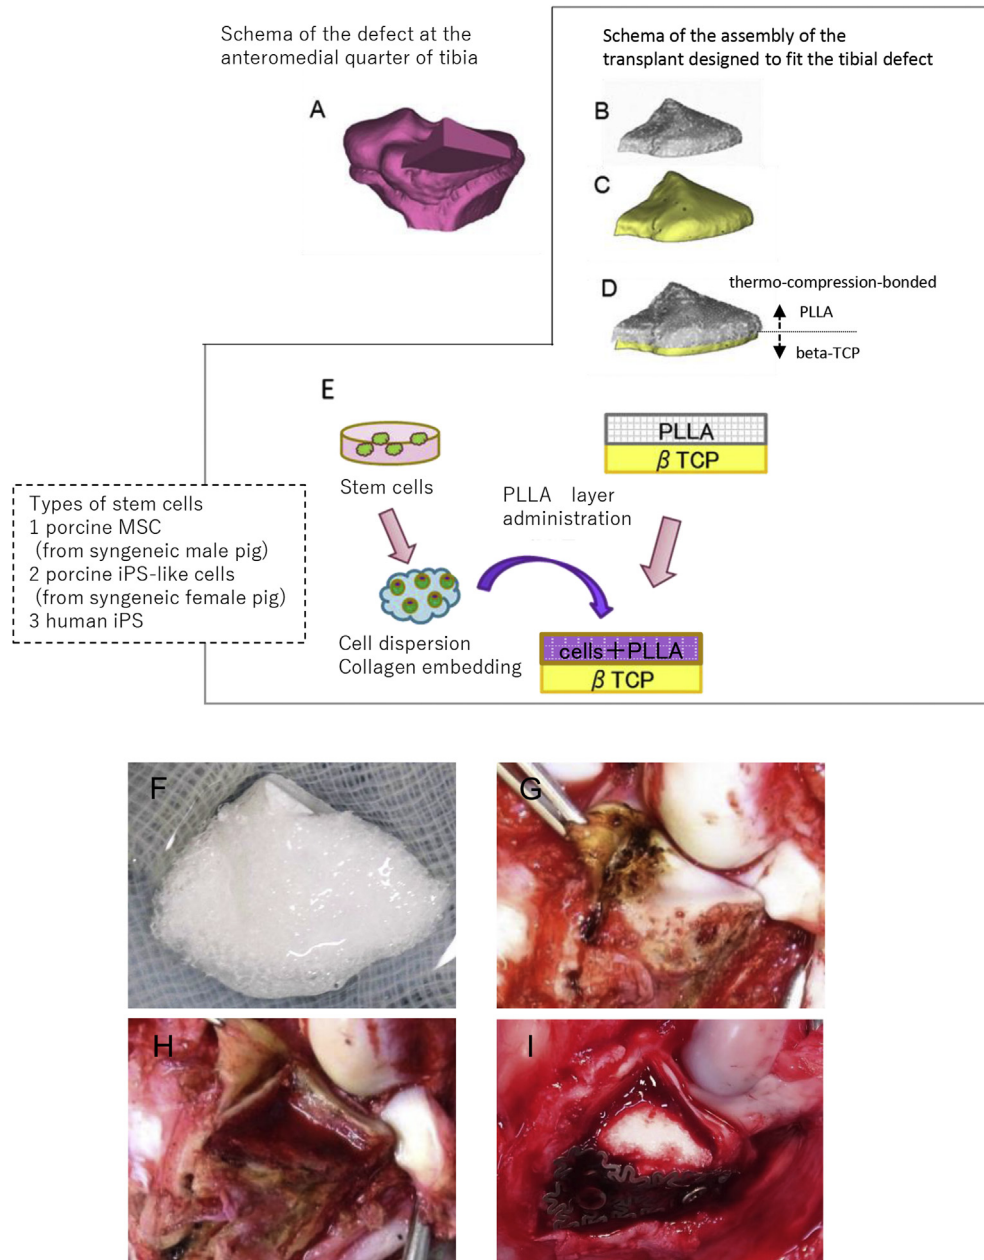 Schema of the defect at the
anteromedial quarter of tibia
A
Schema of the assembly of the
transplant designed to fit the tibial defect
B
C
D
thermo-compression-bonded
PLLA
beta-TCP
E
Stem cells
PLLA
β TCP
PLLA layer
administration
Types of stem cells
1 porcine MSC
(from syngeneic male pig)
2 porcine iPS-like cells
(from syngeneic female pig)
3 human iPS
Cell dispersion
Collagen embedding
cells+PLLA
β TCP
F
G
H
I